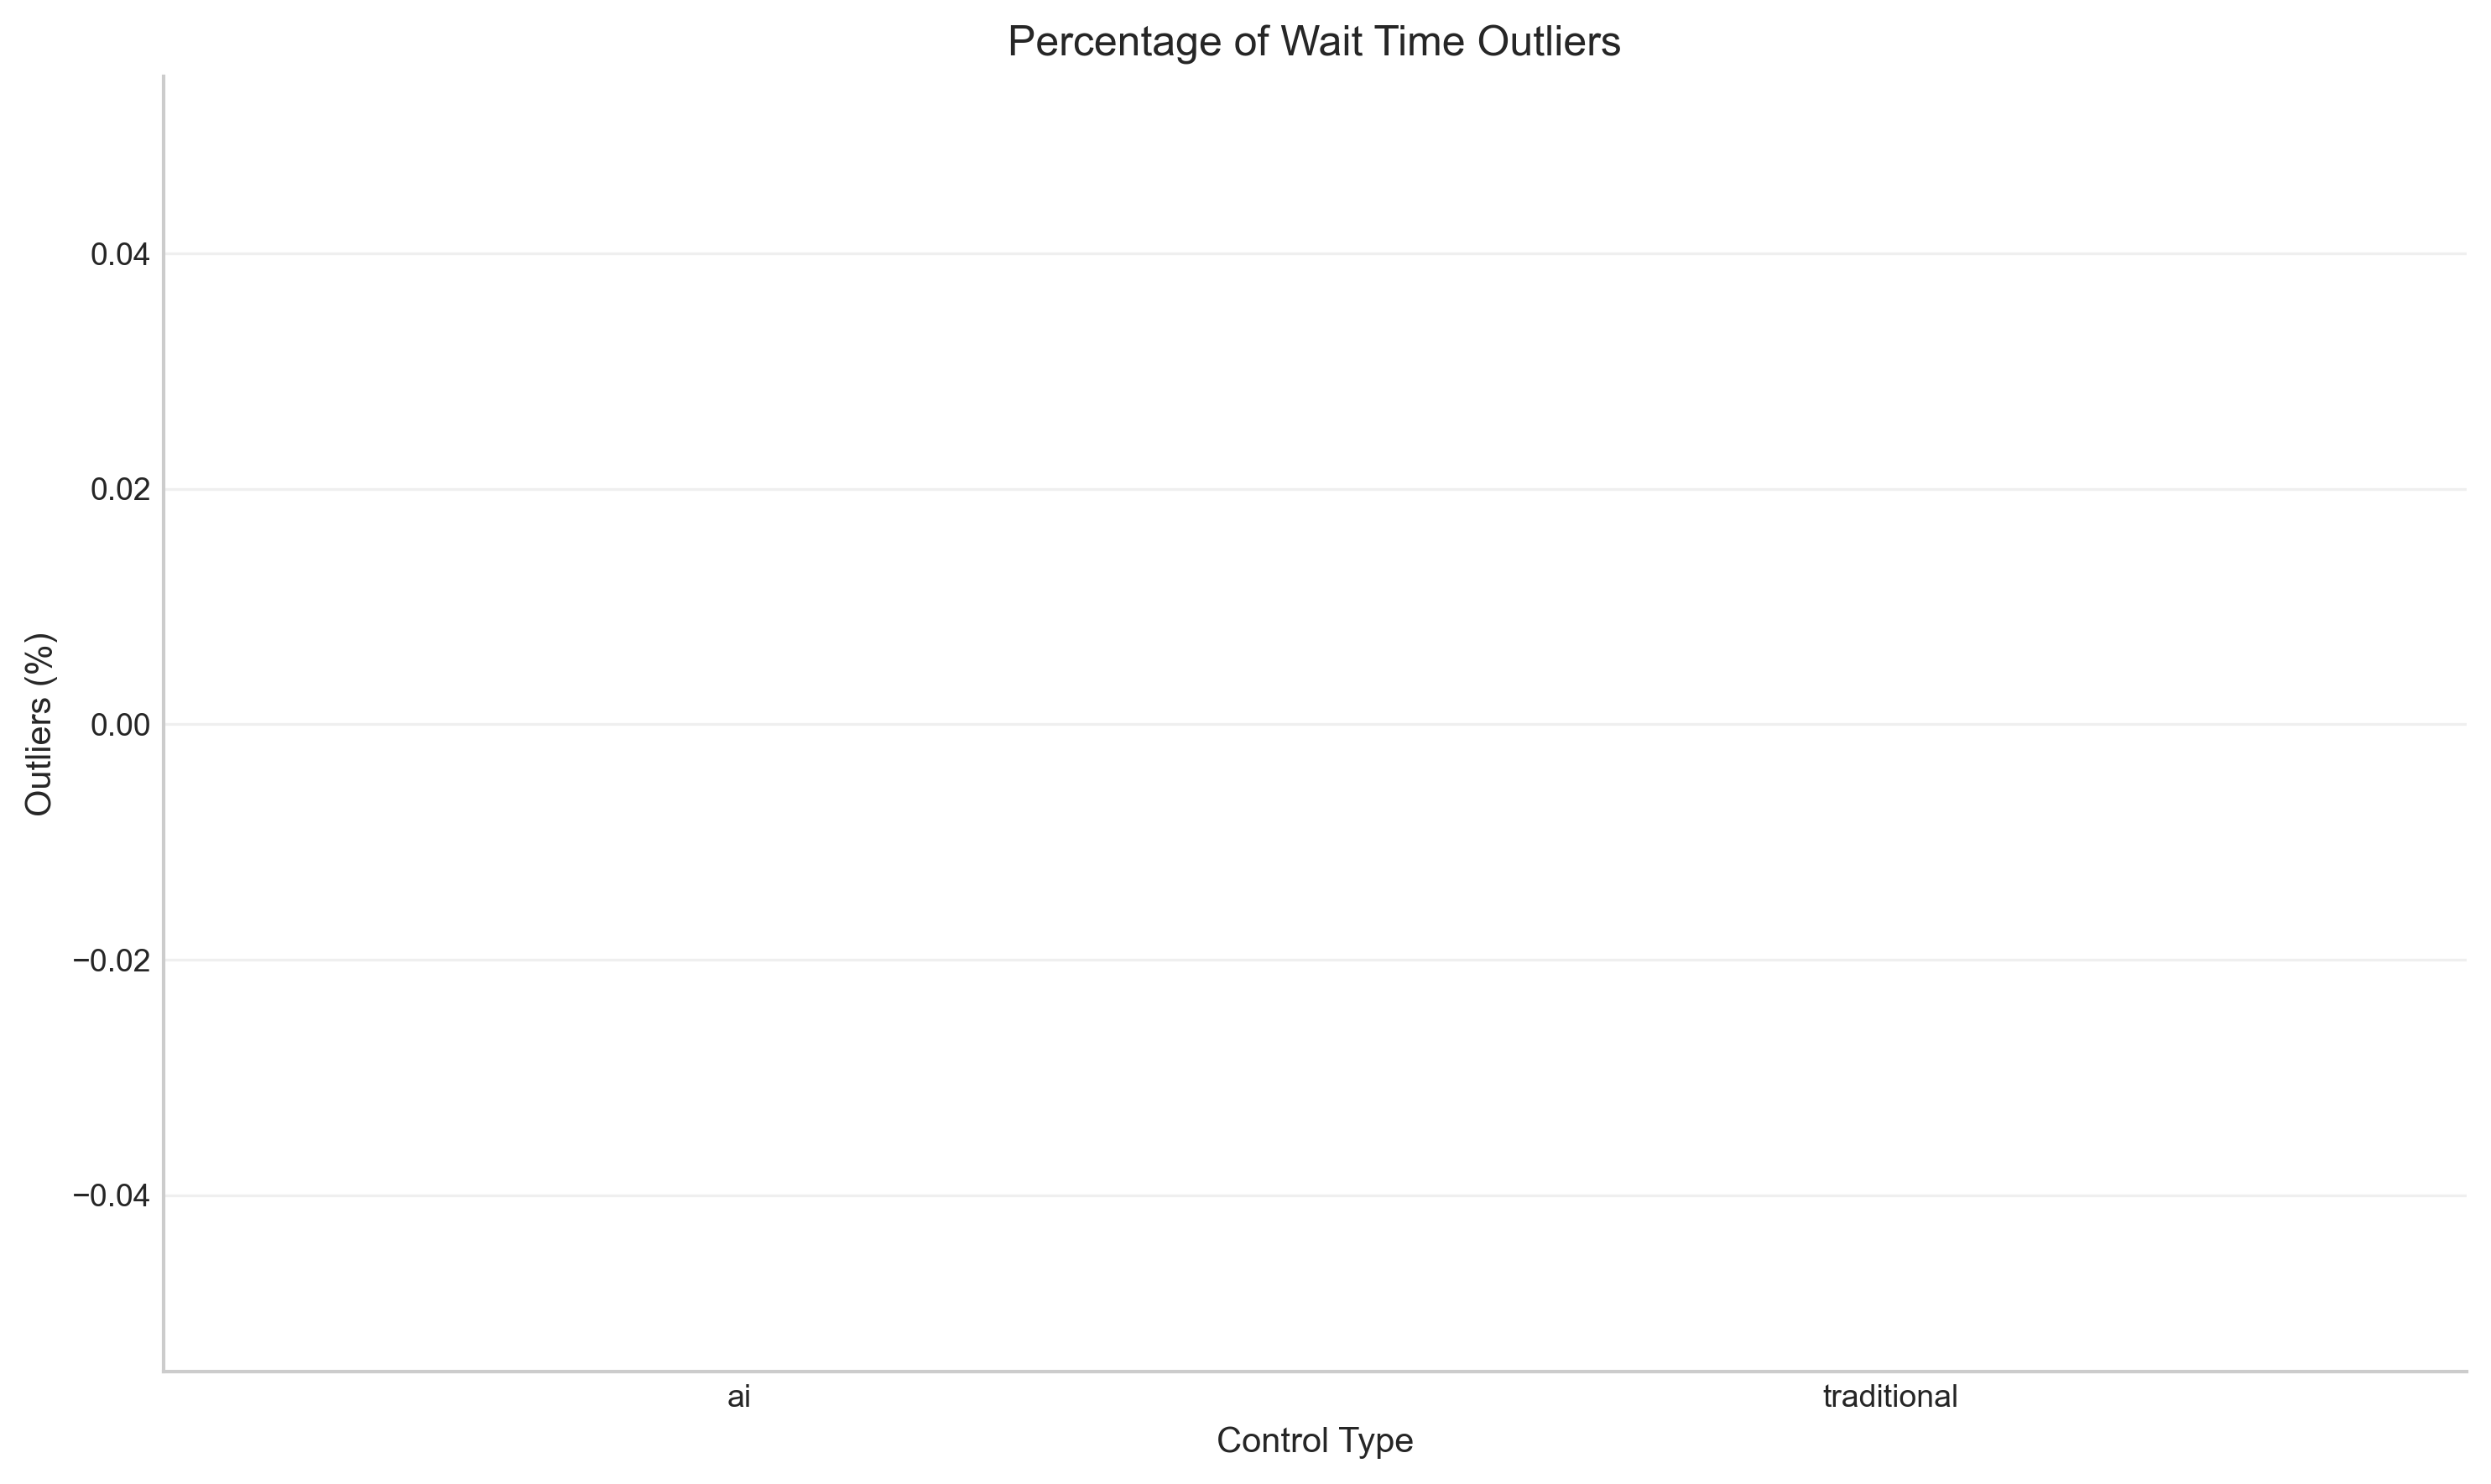 Percentage of Wait Time Outliers
0.04
0.02
0.00
−0.02
−0.04
Outliers (%)
ai
traditional
Control Type